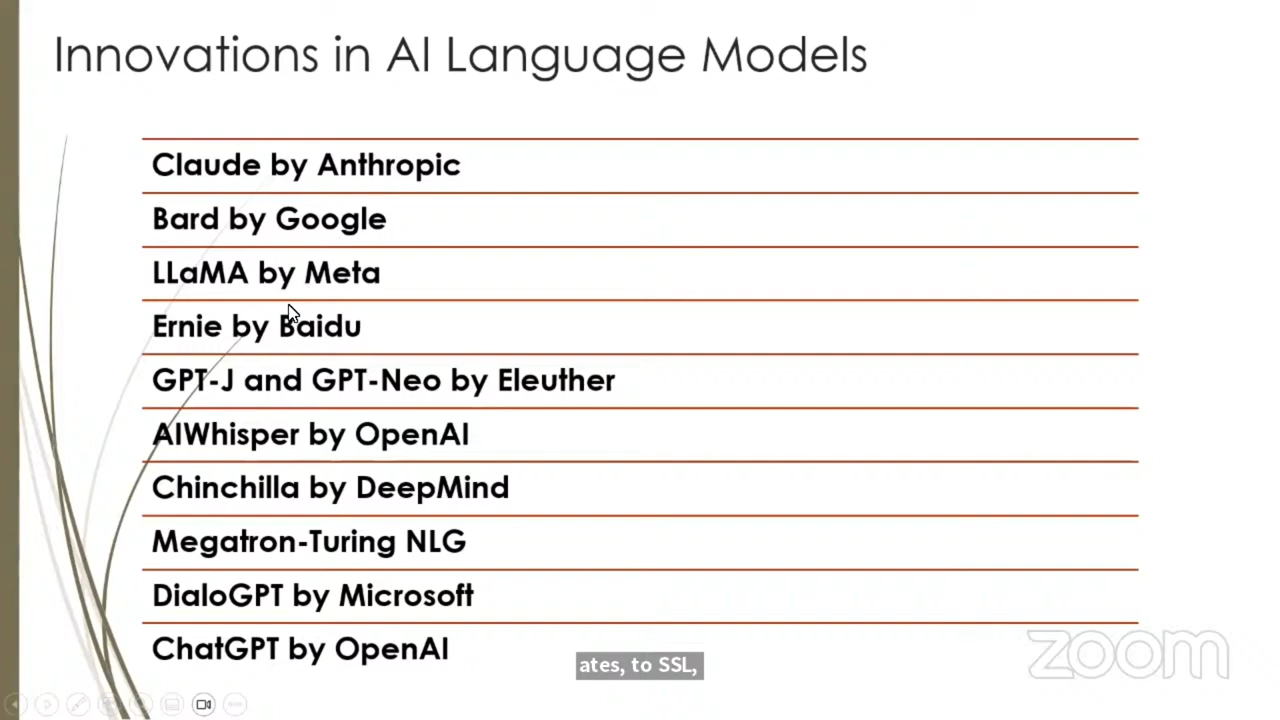 Innovations in AI Language Models
Claude by Anthropic
Bard by Google
LLaMA by Meta
Ernie by Baidu
GPT-J and GPT-Neo by Eleuther
AIWhisper by OpenAI
Chinchilla by DeepMind
Megatron-Turing NLG
DialoGPT by Microsoft
ChatGPT by OpenAI
ates, to SSL,
zoom